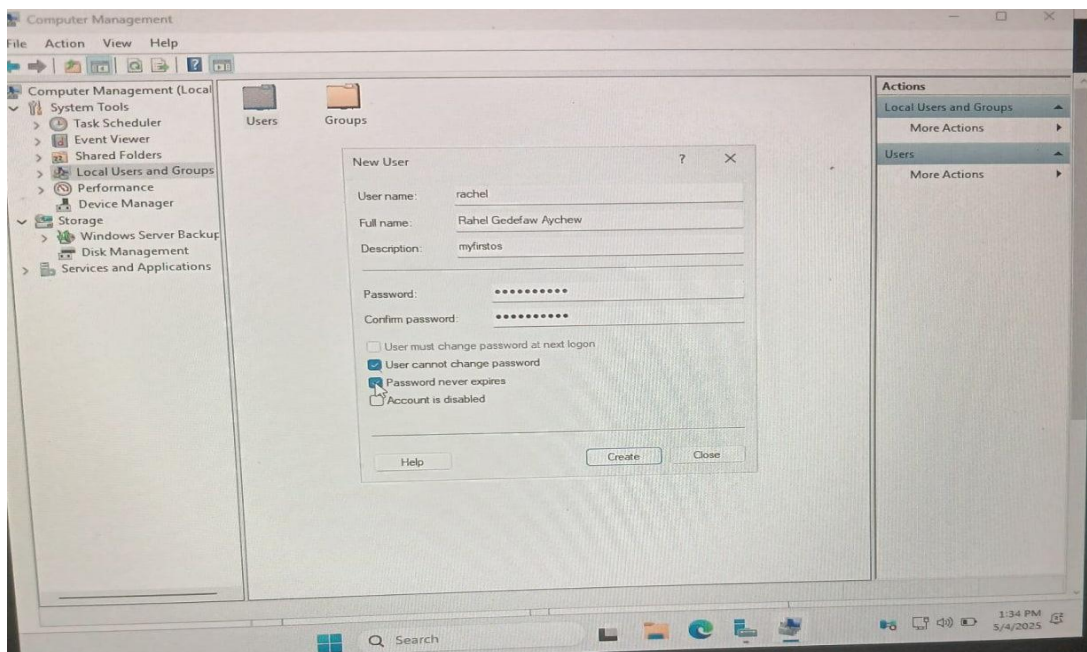 Computer Management
File Action View Help
Computer Management (Local
System Tools
Task Scheduler
Event Viewer
Shared Folders
Local Users and Groups
Performance
Device Manager
Storage
Windows Server Backup
Disk Management
Services and Applications
Users
Groups
New User
?
User name: rachel
Full name: Rahel Gedefaw Aychew
Description: myfirstos
Password: ••••••••••
Confirm password: ••••••••••
User must change password at next logon
User cannot change password
Password never expires
Account is disabled
Help Create Close
Actions
Local Users and Groups
More Actions
Users
More Actions
Search
1:34 PM
5/4/2025